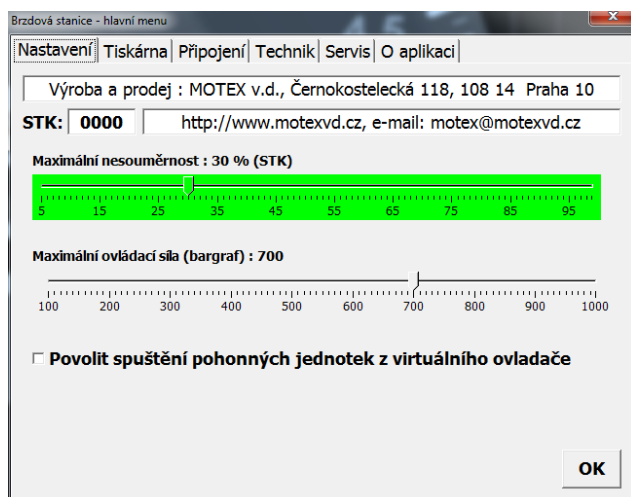 Brzdová stanice - hlavní menu
Nastavení Tiskárna Připojení Technik Servis O aplikaci
Výroba a prodej : MOTEX v.d., Černokostelecká 118, 108 14 Praha 10
STK: 0000 http://www.motexvd.cz, e-mail: motex@motexvd.cz
Maximální nesouměrnost : 30 % (STK)
5 15 25 35 45 55 65 75 85 95
Maximální ovládací síla (bargraf) : 700
100 200 300 400 500 600 700 800 900 1000
Povolit spuštění pohonných jednotek z virtuálního ovladače
OK